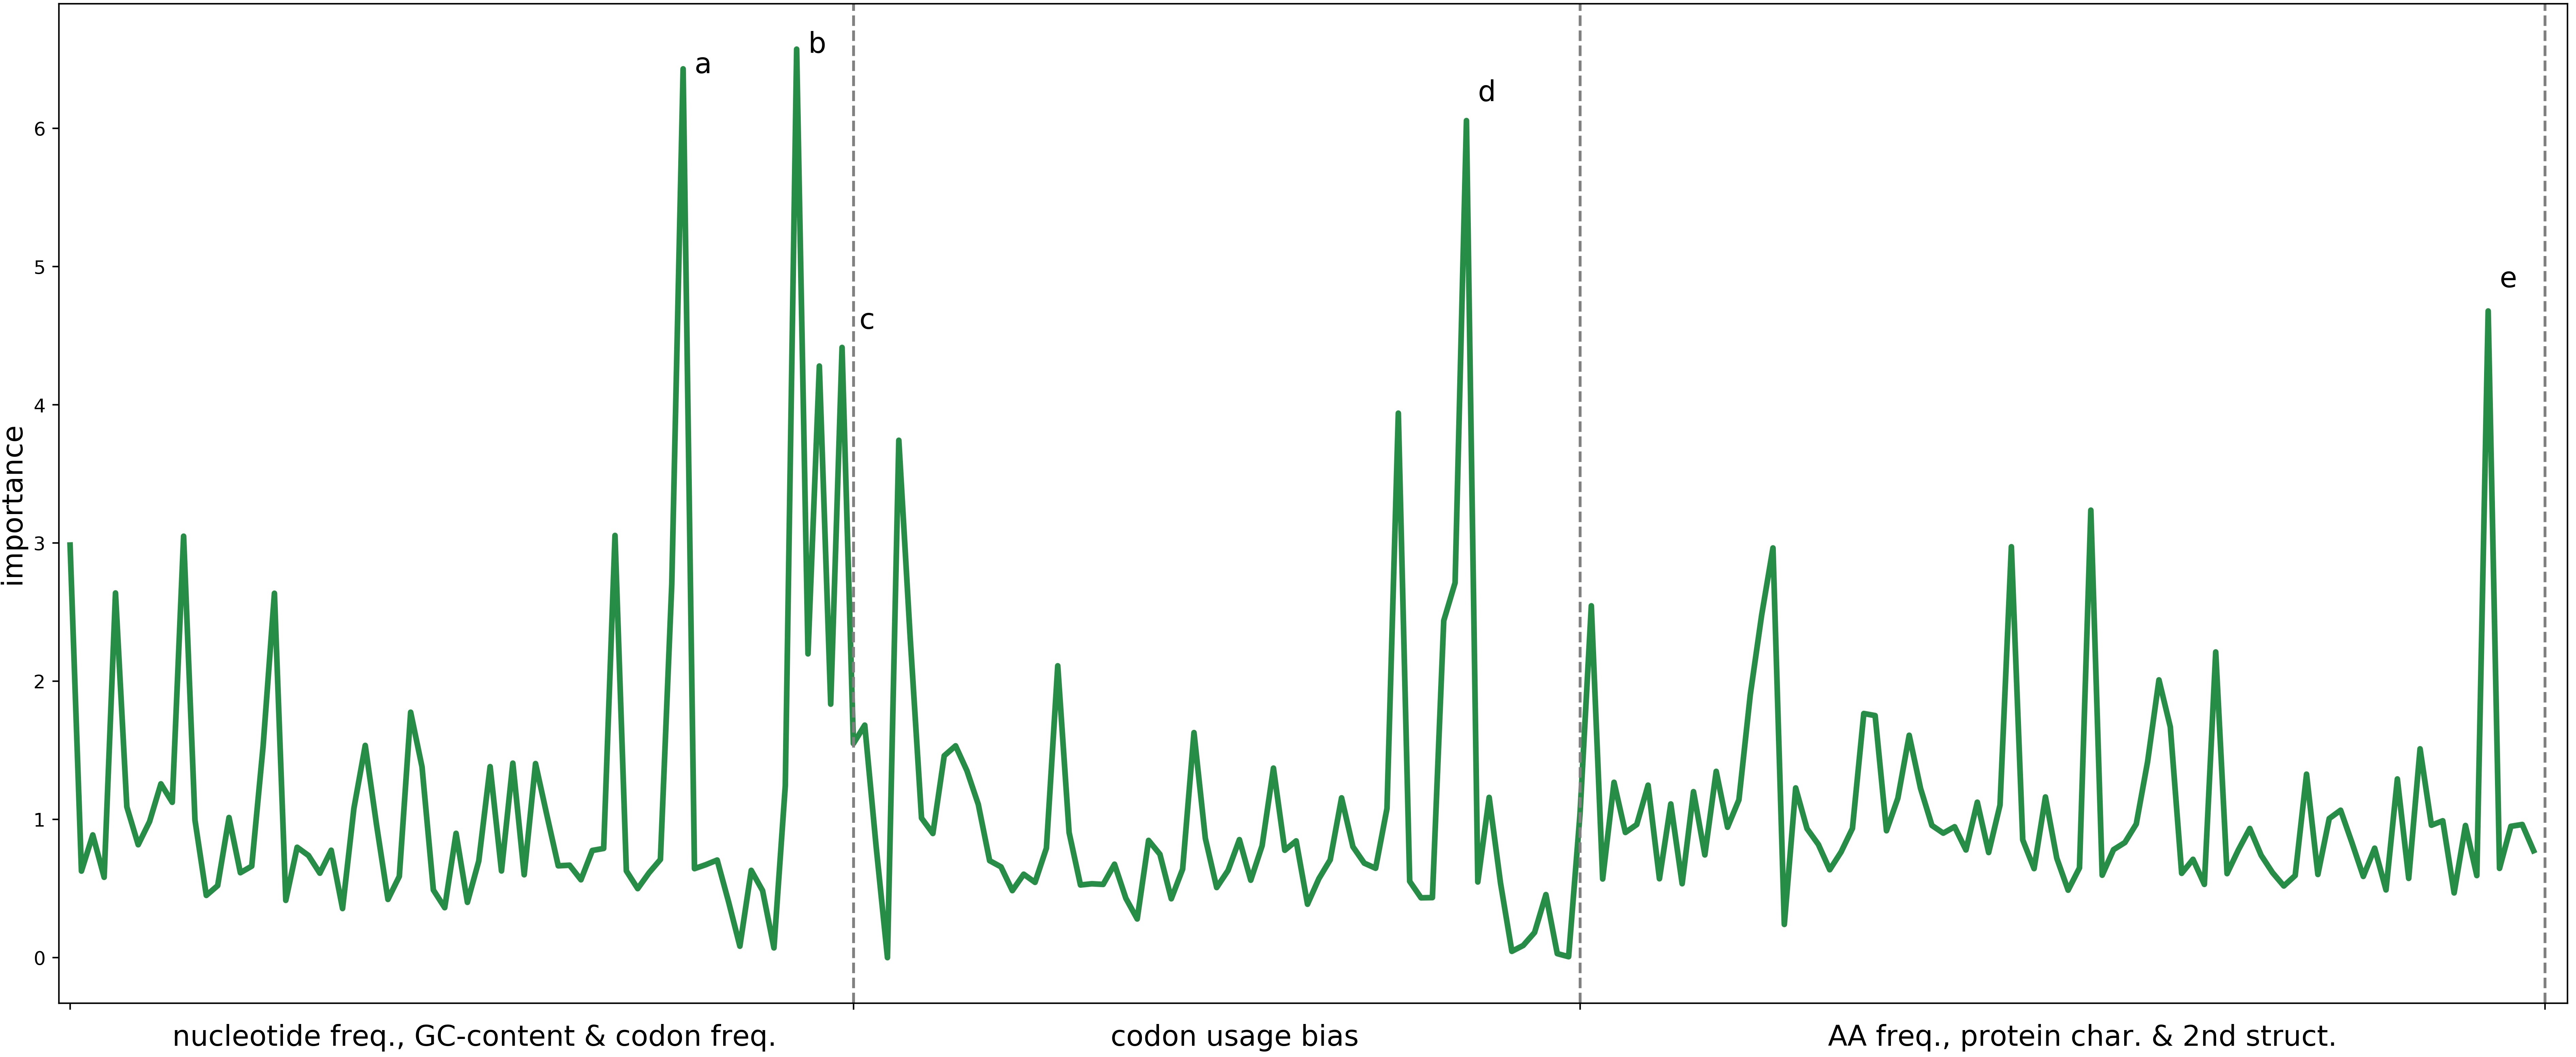 b
a
d
6
5
e
c
4
importance
3
2
1
0
nucleotide freq., GC-content & codon freq.
codon usage bias
AA freq., protein char. & 2nd struct.